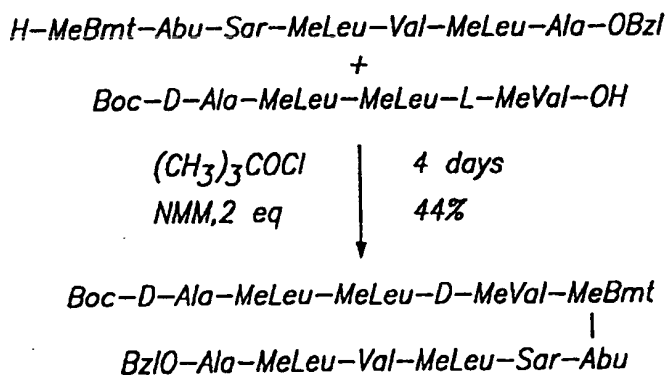 H–MeBmt–Abu–Sar–MeLeu–Val–MeLeu–Ala–OBzl
+
Boc–D–Ala–MeLeu–MeLeu–L–MeVal–OH
(CH₃)₃COCl 4 days
NMM,2 eq 44%
Boc–D–Ala–MeLeu–MeLeu–D–MeVal–MeBmt
BzlO–Ala–MeLeu–Val–MeLeu–Sar–Abu